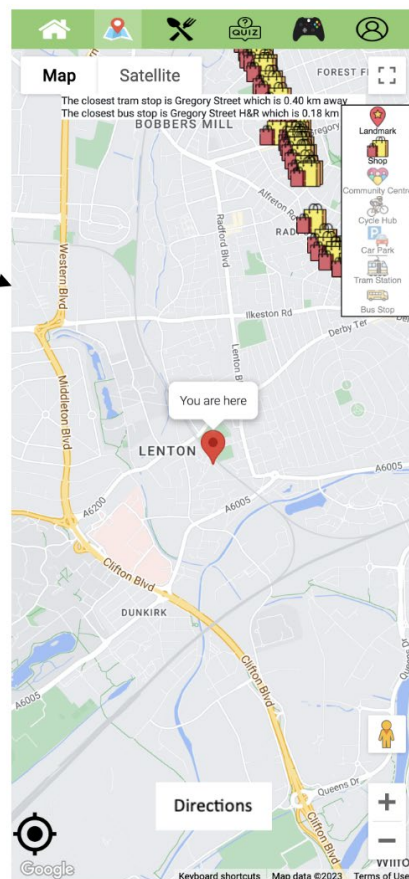 QUIZ
Map
Satellite
FOREST F
The closest tram stop is Gregory Street which is 0.40 km away
The closest bus stop is Gregory Street H&R which is 0.18 km
BOBBERS MILL
Gregory
Landmark
Shop
Community Centre
Cycle Hub
Car Park
Tram Station
Bus Stop
Alfreton Rd
Radford Blvd
RAD
Western Blvd
Ilkeston Rd
Derby Ter
Lenton B
Middleton Blvd
You are here
LENTON
A6005
A6200
A6005
Clifton Blvd
DUNKIRK
A6005
Clifton Blvd
Queens
Directions
Queens Dr
Clifton Blvd
Google
Wilfo
Keyboard shortcuts
Map data ©2023
Terms of Use